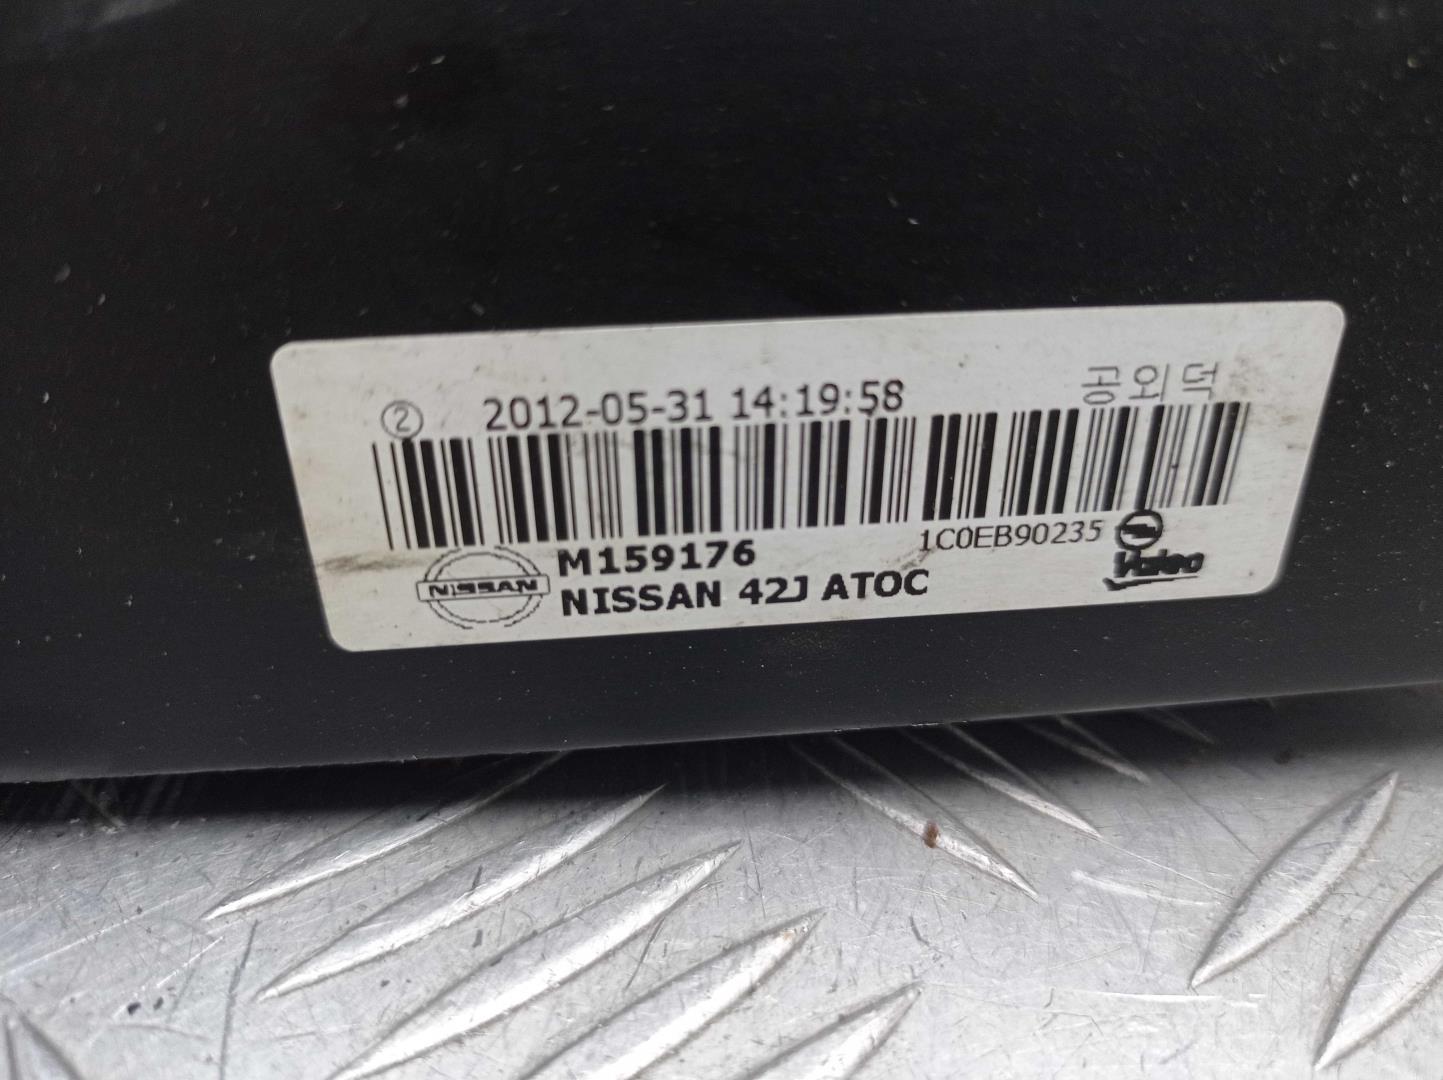 ② 2012-05-31 14:19:58 공외덕
M159176 1C0EB90235
NISSAN NISSAN 42J ATOC Valeo